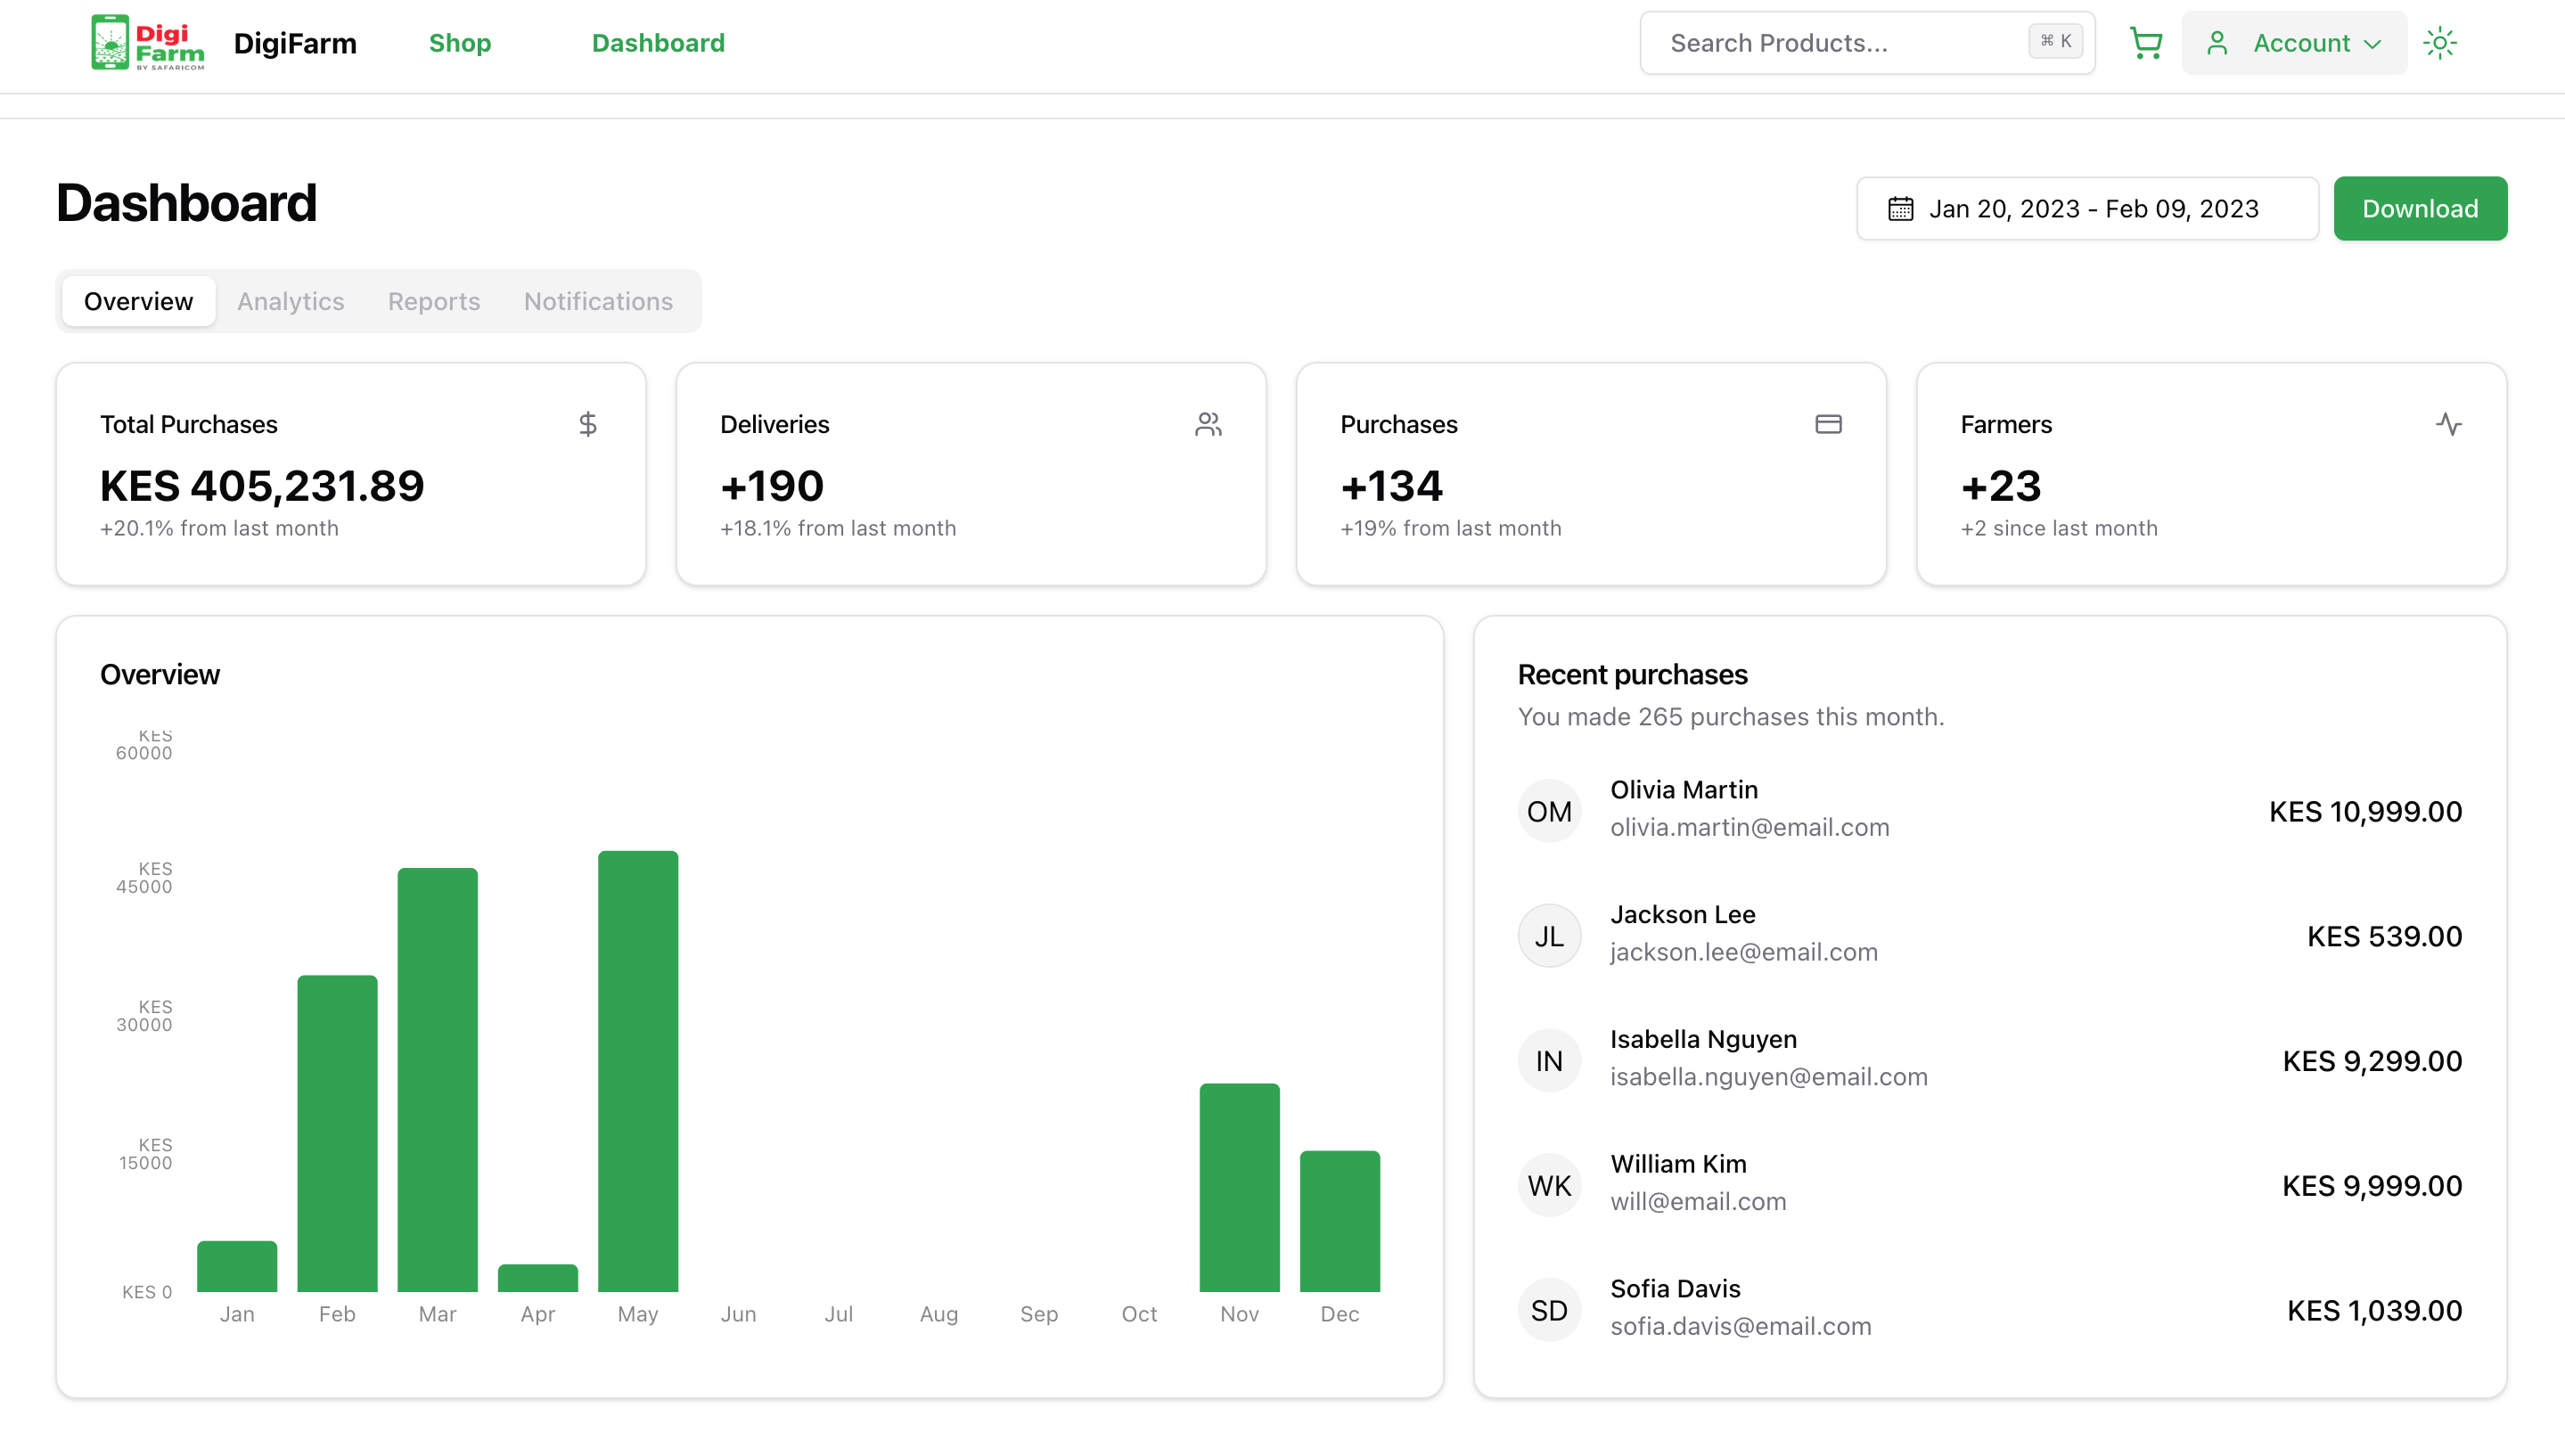 Digi
Farm
BY SAFARICOM
DigiFarm
Shop
Dashboard
Search Products...
⌘ K
Account
Dashboard
Jan 20, 2023 - Feb 09, 2023
Download
Overview
Analytics
Reports
Notifications
Total Purchases
KES 405,231.89
+20.1% from last month
Deliveries
+190
+18.1% from last month
Purchases
+134
+19% from last month
Farmers
+23
+2 since last month
Overview
KES
60000
KES
45000
KES
30000
KES
15000
KES 0
Jan
Feb
Mar
Apr
May
Jun
Jul
Aug
Sep
Oct
Nov
Dec
Recent purchases
You made 265 purchases this month.
OM
Olivia Martin
olivia.martin@email.com
KES 10,999.00
JL
Jackson Lee
jackson.lee@email.com
KES 539.00
IN
Isabella Nguyen
isabella.nguyen@email.com
KES 9,299.00
WK
William Kim
will@email.com
KES 9,999.00
SD
Sofia Davis
sofia.davis@email.com
KES 1,039.00